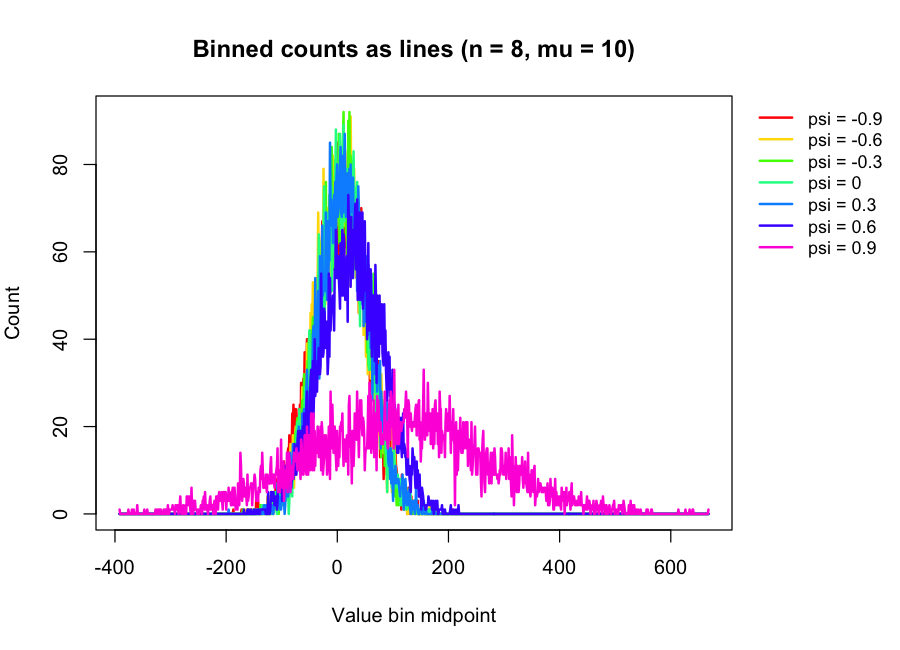 Binned counts as lines (n = 8, mu = 10)
psi = -0.9
psi = -0.6
psi = -0.3
psi = 0
psi = 0.3
psi = 0.6
psi = 0.9
Count
80
60
40
20
0
-400 -200 0 200 400 600
Value bin midpoint